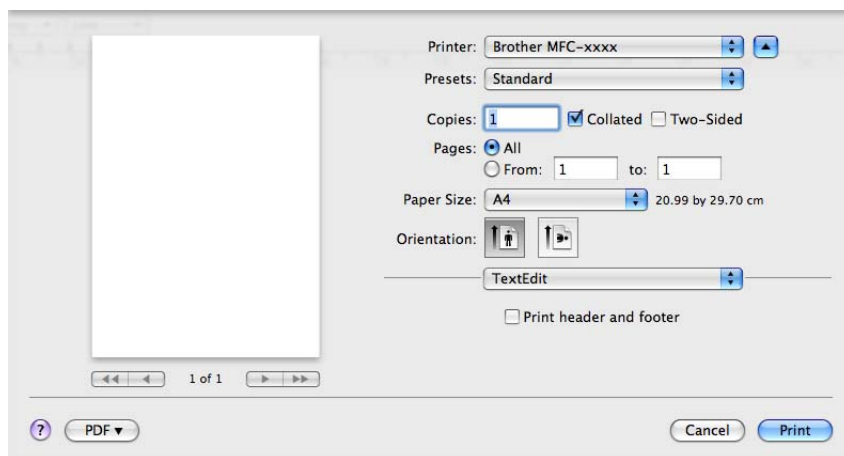 Printer: Brother MFC-xxxx
Presets: Standard
Copies: 1 Collated Two-Sided
Pages: All
From: 1 to: 1
Paper Size: A4 20.99 by 29.70 cm
Orientation:
TextEdit
Print header and footer
1 of 1
? PDF▼ Cancel Print